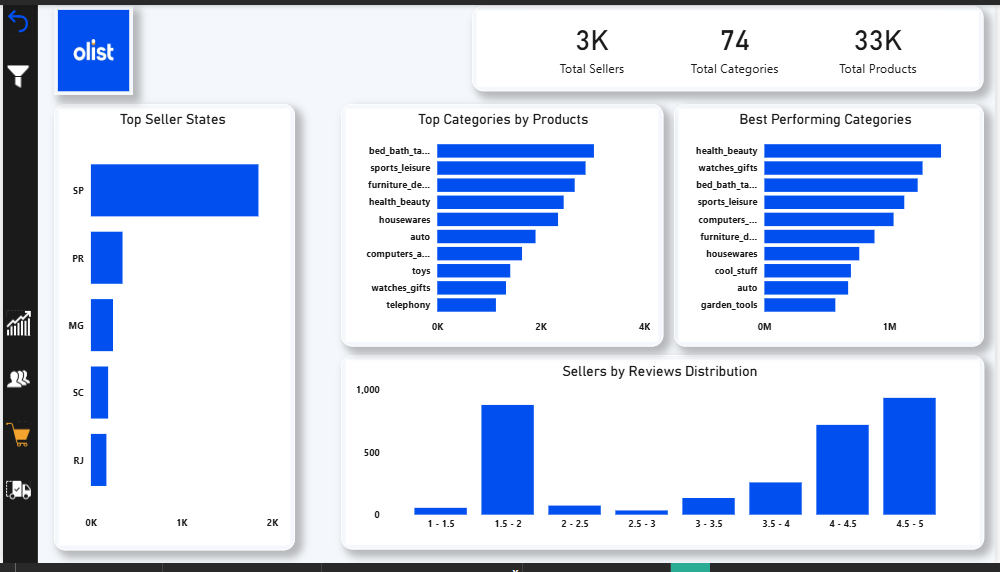 olist
3K 74 33K
Total Sellers Total Categories Total Products
Top Seller States
SP
PR
MG
SC
RJ
0K 1K 2K
Top Categories by Products
bed_bath_ta...
sports_leisure
furniture_de...
health_beauty
housewares
auto
computers_a...
toys
watches_gifts
telephony
0K 2K 4K
Best Performing Categories
health_beauty
watches_gifts
bed_bath_ta...
sports_leisure
computers_...
furniture_d...
housewares
cool_stuff
auto
garden_tools
0M 1M
Sellers by Reviews Distribution
1,000
500
0
1 - 1.5 1.5 - 2 2 - 2.5 2.5 - 3 3 - 3.5 3.5 - 4 4 - 4.5 4.5 - 5